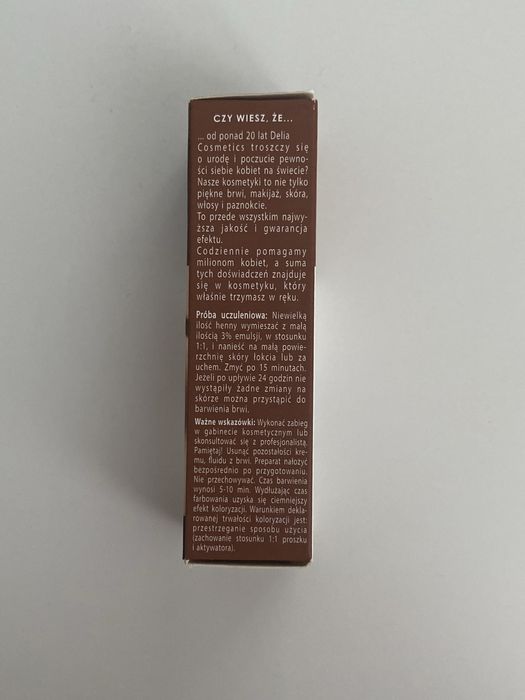 CZY WIESZ, ŻE...
... od ponad 20 lat Delia
Cosmetics troszczy się
o urodę i poczucie pewno-
ści siebie kobiet na świecie?
Nasze kosmetyki to nie tylko
piękne brwi, makijaż, skóra,
włosy i paznokcie.
To przede wszystkim najwy-
ższa jakość i gwarancja
efektu.
Codziennie pomagamy
milionom kobiet, a suma
tych doświadczeń znajduje
się w kosmetyku, który
właśnie trzymasz w ręku.
Próba uczuleniowa: Niewielką
ilość henny wymieszać z małą
ilością 3% emulsji, w stosunku
1:1, i nanieść na małą powie-
rzchnię skóry łokcia lub za
uchem. Zmyć po 15 minutach.
Jeżeli po upływie 24 godzin nie
wystąpiły żadne zmiany na
skórze można przystąpić do
barwienia brwi.
Ważne wskazówki: Wykonać zabieg
w gabinecie kosmetycznym lub
skonsultować się z profesjonalistą.
Pamiętaj! Usunąć pozostałości kre-
mu, fluidu z brwi. Preparat nałożyć
bezpośrednio po przygotowaniu.
Nie przechowywać. Czas barwienia
wynosi 5-10 min. Wydłużając czas
farbowania uzyska się ciemniejszy
efekt koloryzacji. Warunkiem dekla-
rowanej trwałości koloryzacji jest:
przestrzeganie sposobu użycia
(zachowanie stosunku 1:1 proszku
i aktywatora).